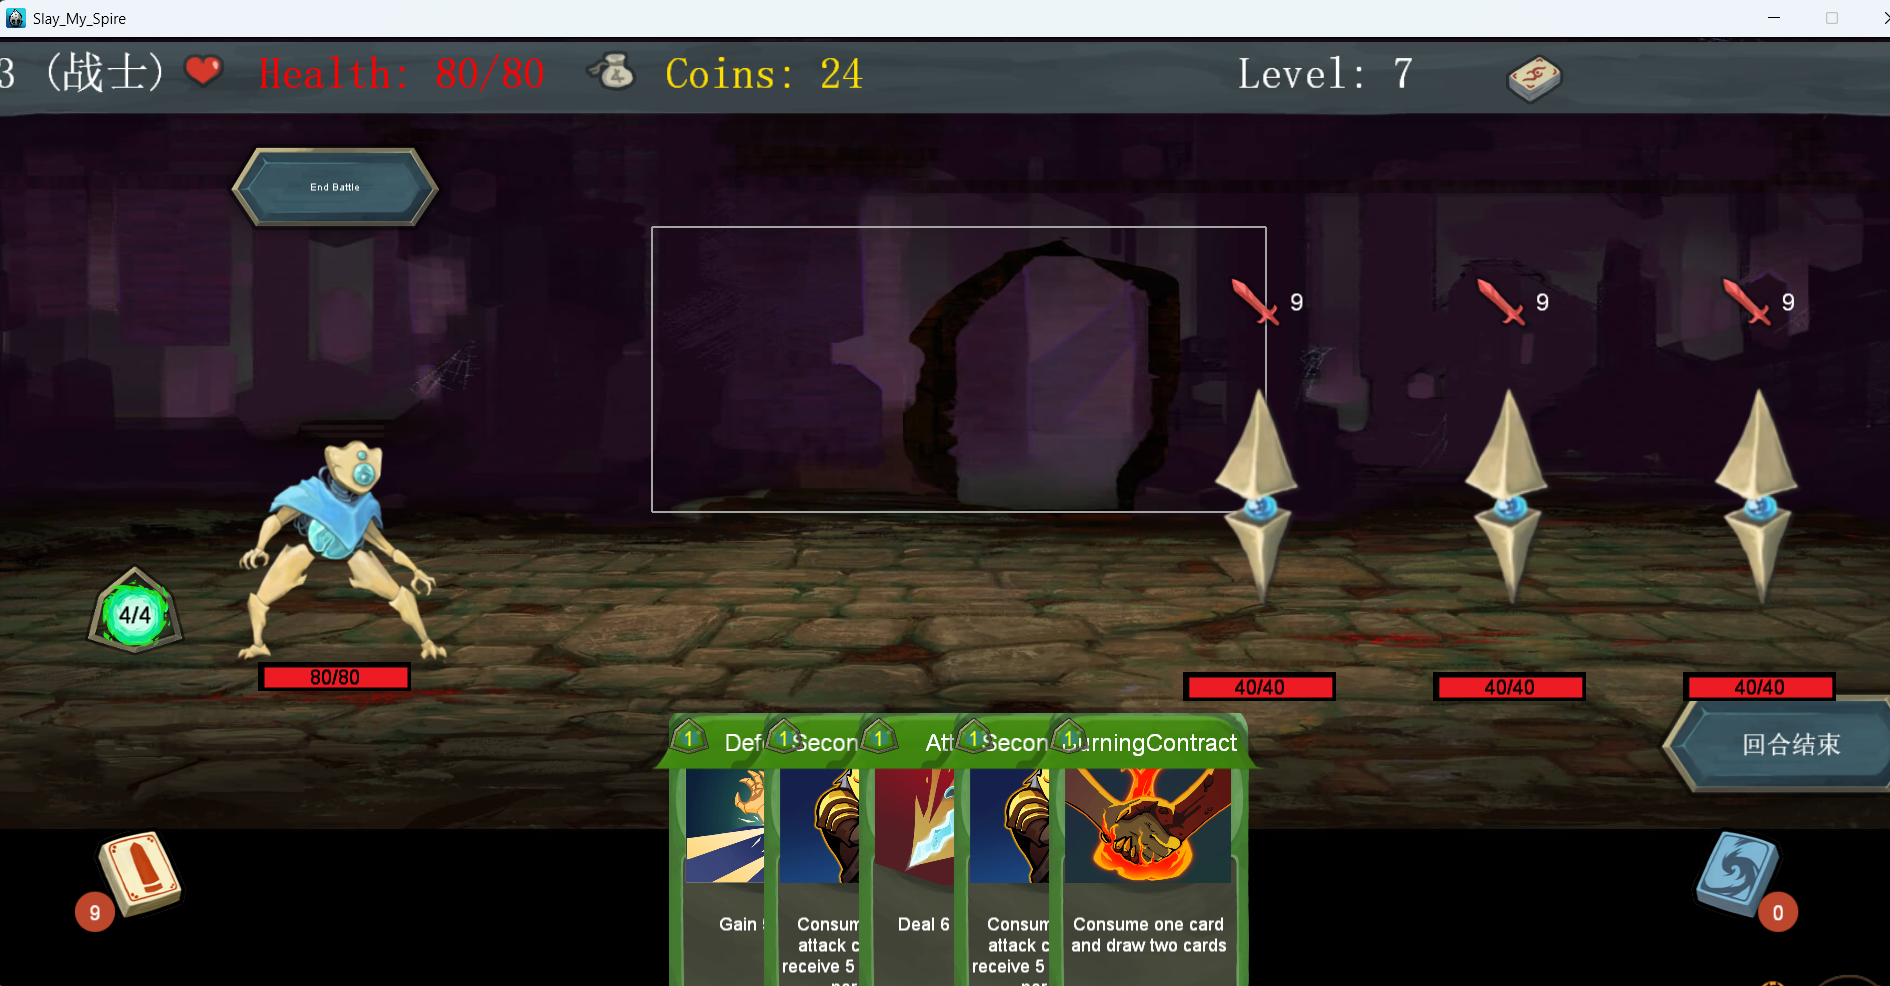 Slay_My_Spire
3 (战士) Health: 80/80 Coins: 24 Level: 7
End Battle
9 9 9
4/4
80/80
40/40 40/40 40/40
回合结束
1 1 Secon 1 Att 1 Secon 1 BurningContract
Gain
Consum
attack c
receive 5
Deal 6
Consum
attack c
receive 5
Consume one card
and draw two cards
9
0